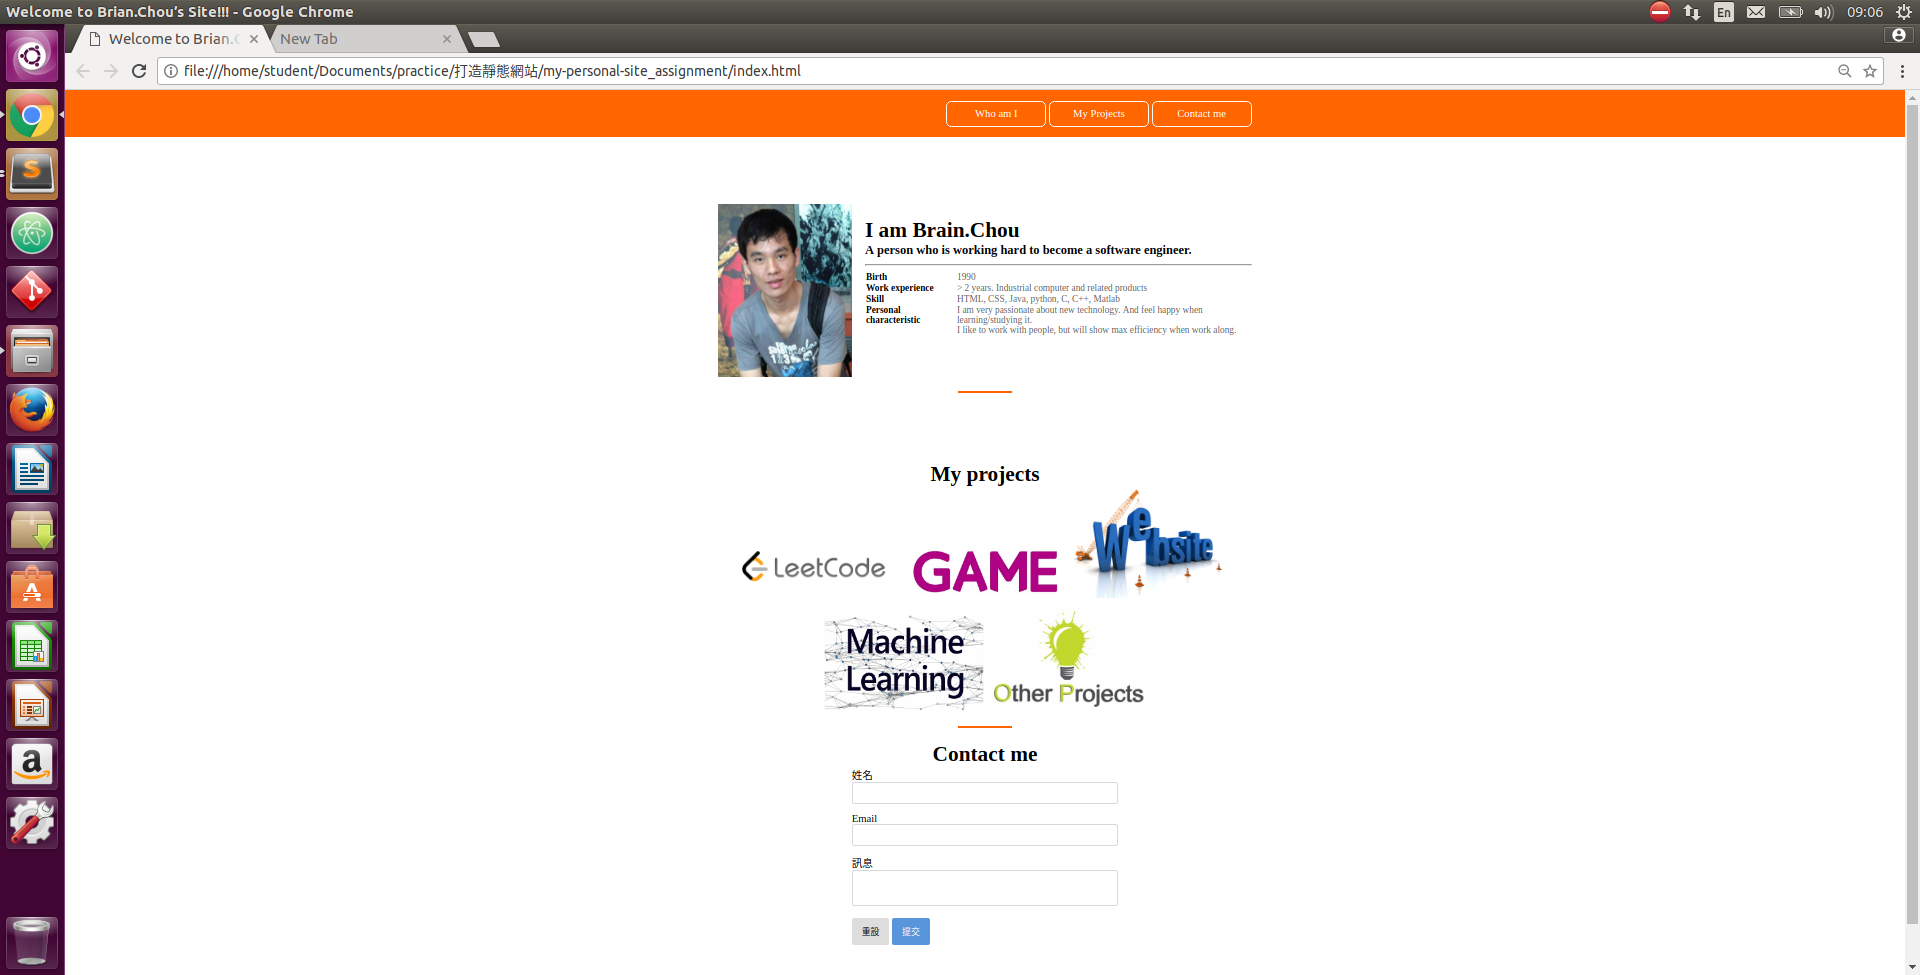 Welcome to Brian.Chou's Site!!! - Google Chrome
En
09:06
Welcome to Brian.C
New Tab
file:///home/student/Documents/practice/打造靜態網站/my-personal-site_assignment/index.html
Who am I
My Projects
Contact me
I am Brain.Chou
A person who is working hard to become a software engineer.
Birth 1990
Work experience > 2 years. Industrial computer and related products
Skill HTML, CSS, Java, python, C, C++, Matlab
Personal characteristic I am very passionate about new technology. And feel happy when
learning/studying it.
I like to work with people, but will show max efficiency when work along.
My projects
LeetCode
GAME
Website
Machine
Learning
Other Projects
Contact me
姓名
Email
訊息
重設
提交